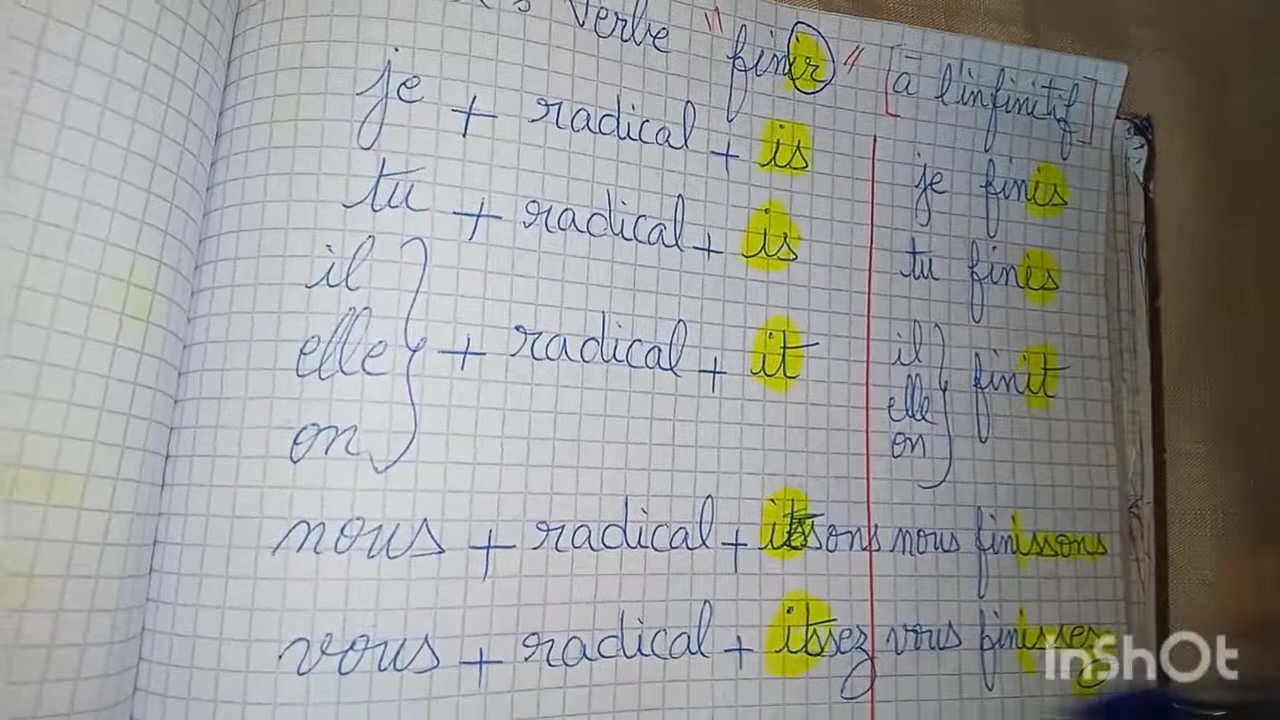 verbe "finir" [à l'infinitif]
je + radical + is
tu + radical + is
il
elle + radical + it
on
nous + radical + issons
vous + radical + issez
je finis
tu finis
il
elle finit
on
nous finissons
vous finissez
InShOt